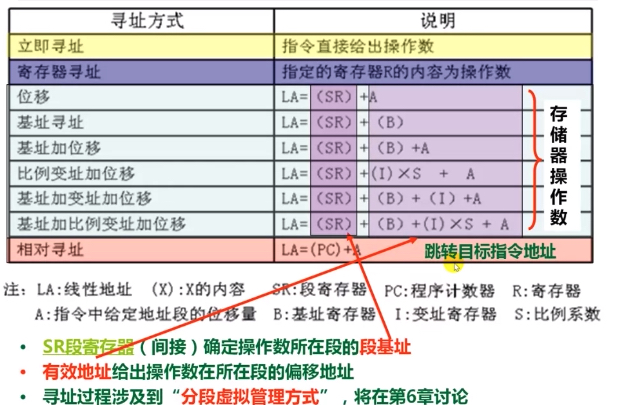 寻址方式 说明
立即寻址 指令直接给出操作数
寄存器寻址 指定的寄存器R的内容为操作数
位移 LA=（SR）+A
基址寻址 LA=（SR）+（B）
基址加位移 LA=（SR）+（B）+A
比例变址加位移 LA=（SR）+(I)×S + A
基址加变址加位移 LA=（SR）+（B）+（I）+A
基址加比例变址加位移 LA=（SR）+（B）+(I)×S + A
相对寻址 LA=(PC)+A 跳转目标指令地址
存储器操作数
注：LA:线性地址 (X):X的内容 SR:段寄存器 PC:程序计数器 R:寄存器
A:指令中给定地址段的位移量 B:基址寄存器 I:变址寄存器 S:比例系数
• SR段寄存器（间接）确定操作数所在段的段基址
• 有效地址给出操作数在所在段的偏移地址
• 寻址过程涉及到“分段虚拟管理方式”，将在第6章讨论